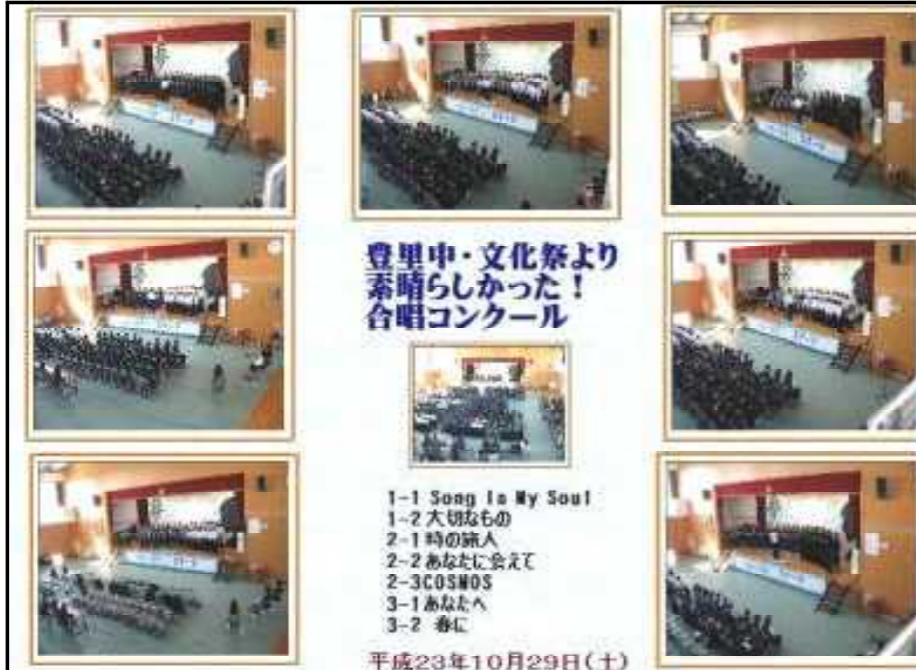 豊里中・文化祭より
素晴らしかった！
合唱コンクール
1-1 Song Is My Soul
1-2 大切なもの
2-1 時の旅人
2-2 あなたに会えて
2-3COSMOS
3-1 あなたへ
3-2 春に
平成23年10月29日(土)